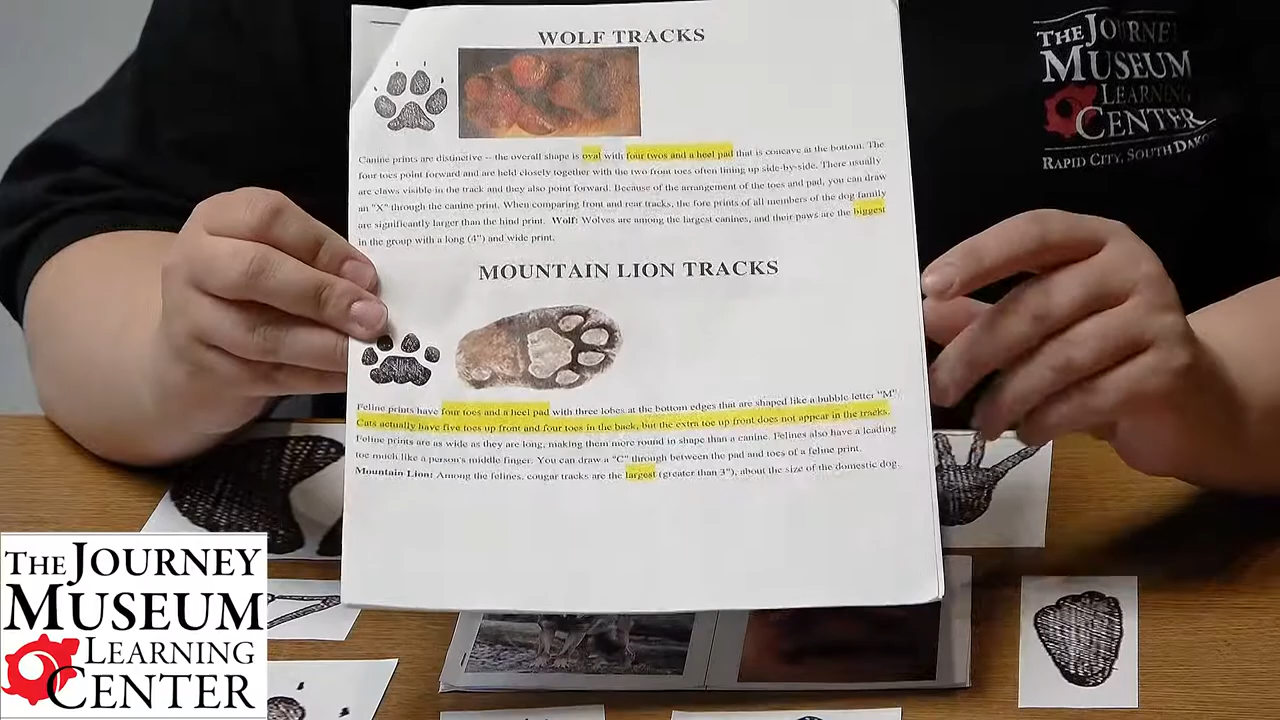 THE JOURNEY
MUSEUM
LEARNING
CENTER
RAPID CITY, SOUTH DAKO
WOLF TRACKS
Canine prints are distinctive -- the overall shape is oval with four twos and a heel pad that is concave at the bottom. The
four toes point forward and are held closely together with the two front toes often lining up side-by-side. There usually
are claws visible in the track and they also point forward. Because of the arrangement of the toes and pad, you can draw
an "X" through the canine print. When comparing front and rear tracks, the fore prints of all members of the dog family
are significantly larger than the hind print. Wolf: Wolves are among the largest canines, and their paws are the biggest
in the group with a long (4") and wide print.
MOUNTAIN LION TRACKS
Feline prints have four toes and a heel pad with three lobes at the bottom edges that are shaped like a bubble letter "M".
Cats actually have five toes up front and four toes in the back, but the extra toe up front does not appear in the tracks.
Feline prints are as wide as they are long, making them more round in shape than a canine. Felines also have a leading
toe much like a person's middle finger. You can draw a "C" through between the pad and toes of a feline print.
Mountain Lion: Among the felines, cougar tracks are the largest (greater than 3"), about the size of the domestic dog.
THE JOURNEY
MUSEUM
LEARNING
CENTER